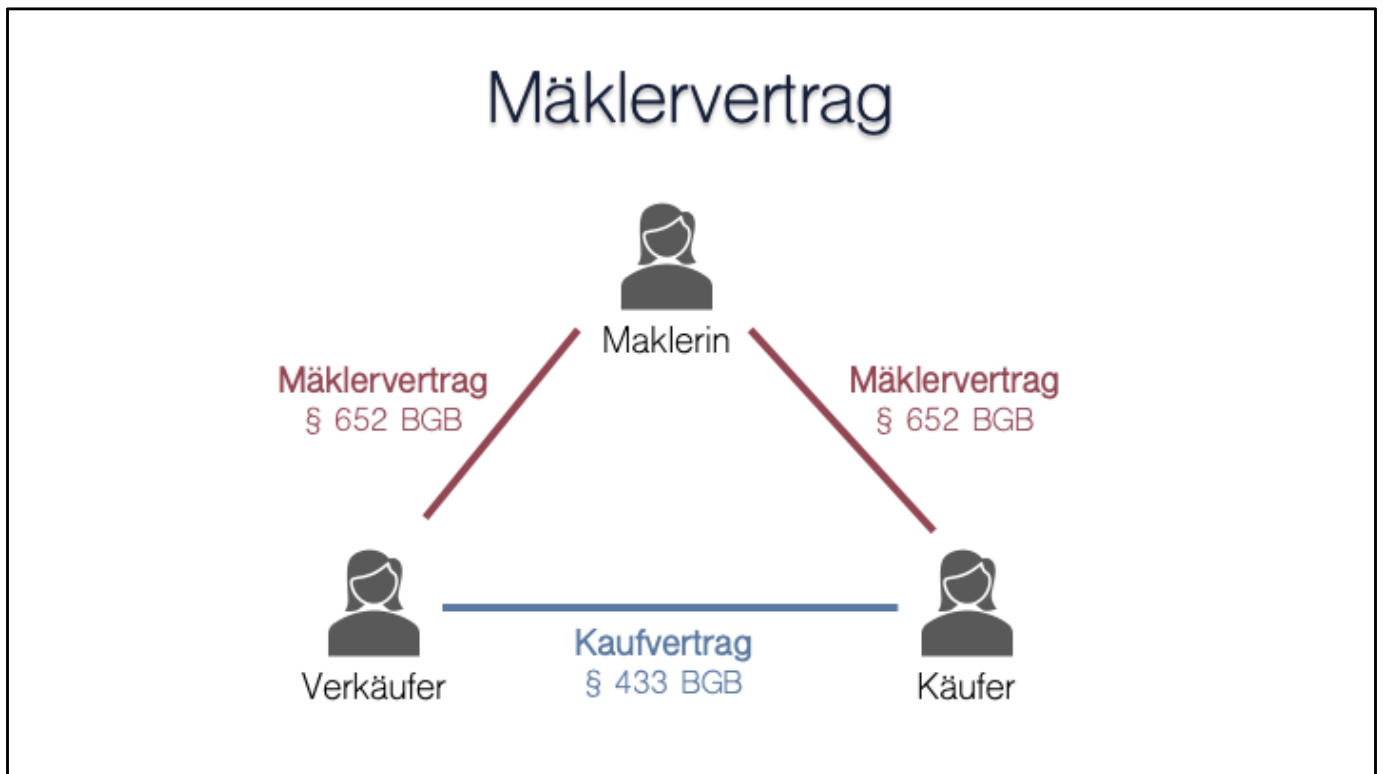 Mäklervertrag
Maklerin
Mäklervertrag
§ 652 BGB
Mäklervertrag
§ 652 BGB
Kaufvertrag
§ 433 BGB
Verkäufer
Käufer